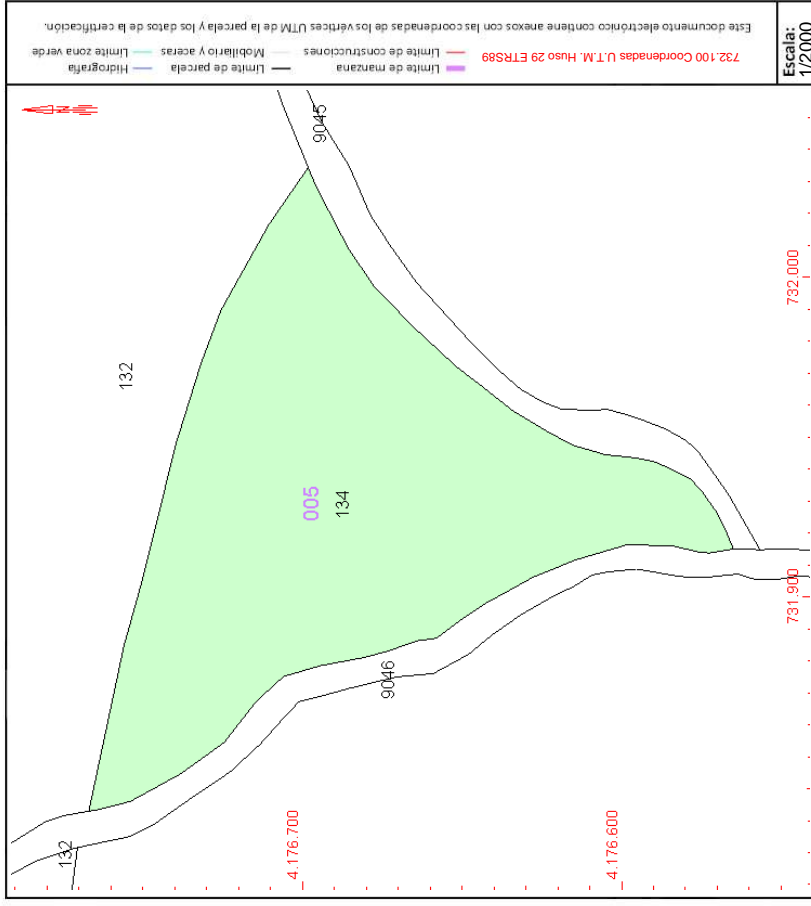 Este documento electrónico contiene anexos con las coordenadas de los vértices UTM de la parcela y los datos de la certificación.
732.100 Coordenadas U.T.M. Huso 29 ETRS89
Límite de manzana
Límite de construcciones
Límite de parcela
Mobiliario y aceras
Hidrografía
Límite zona verde
Escala:
1/2000
N
9045
132
005
134
9046
132
732.000
731.900
4.176.700
4.176.600